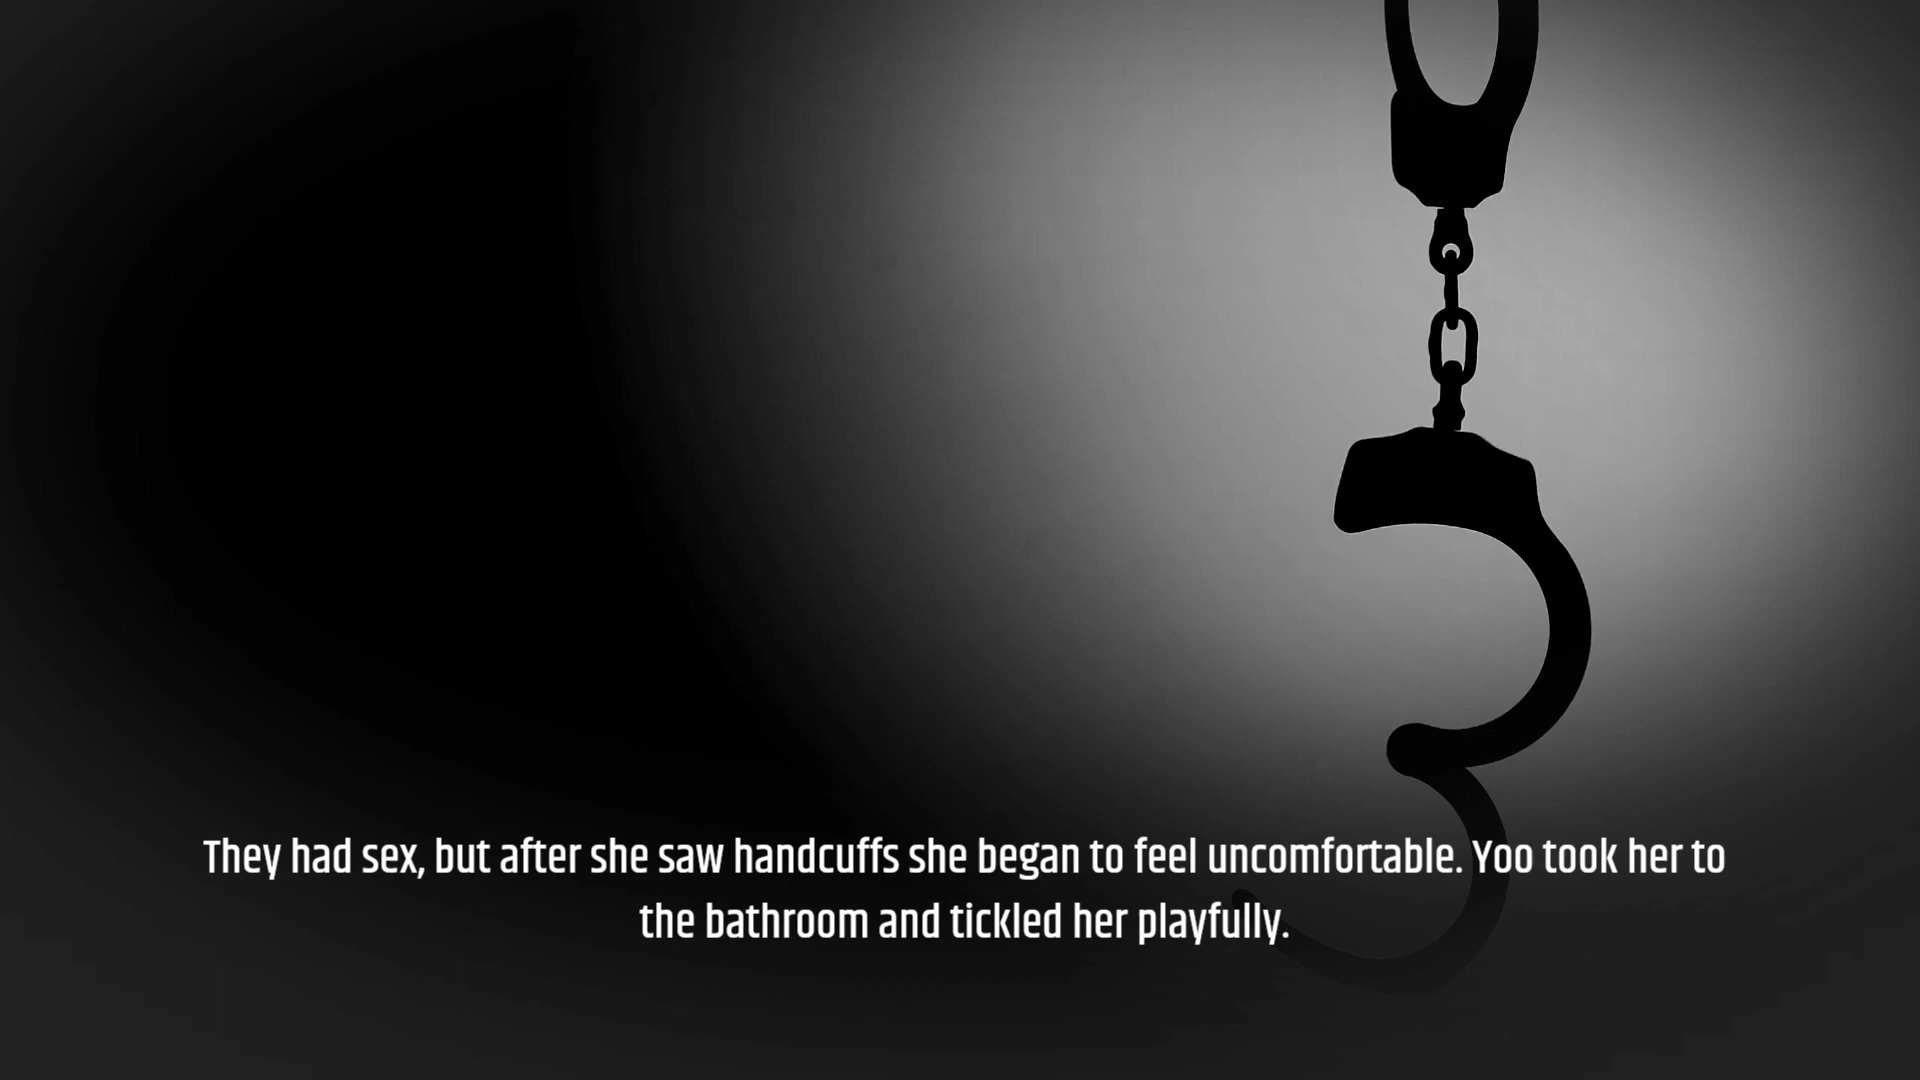 They had sex, but after she saw handcuffs she began to feel uncomfortable. Yoo took her to
the bathroom and tickled her playfully.